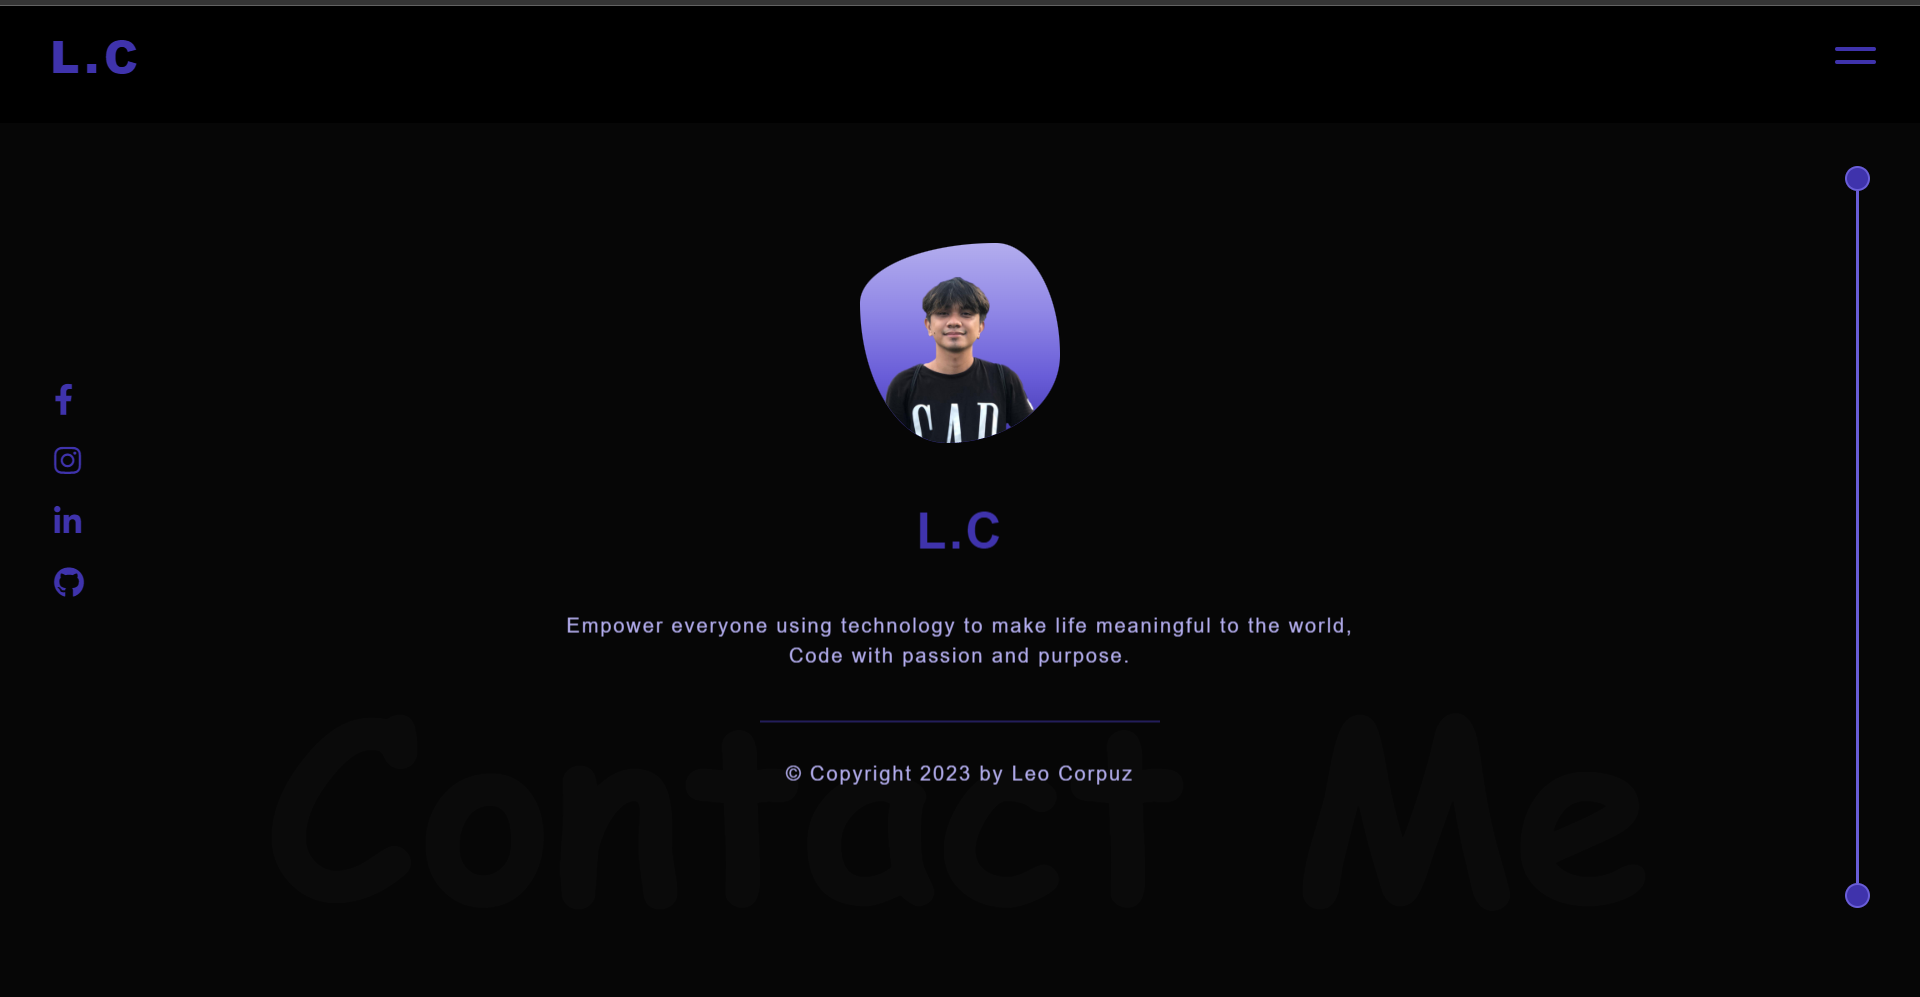 L.C
L.C
Empower everyone using technology to make life meaningful to the world,
Code with passion and purpose.
© Copyright 2023 by Leo Corpuz
Contact Me